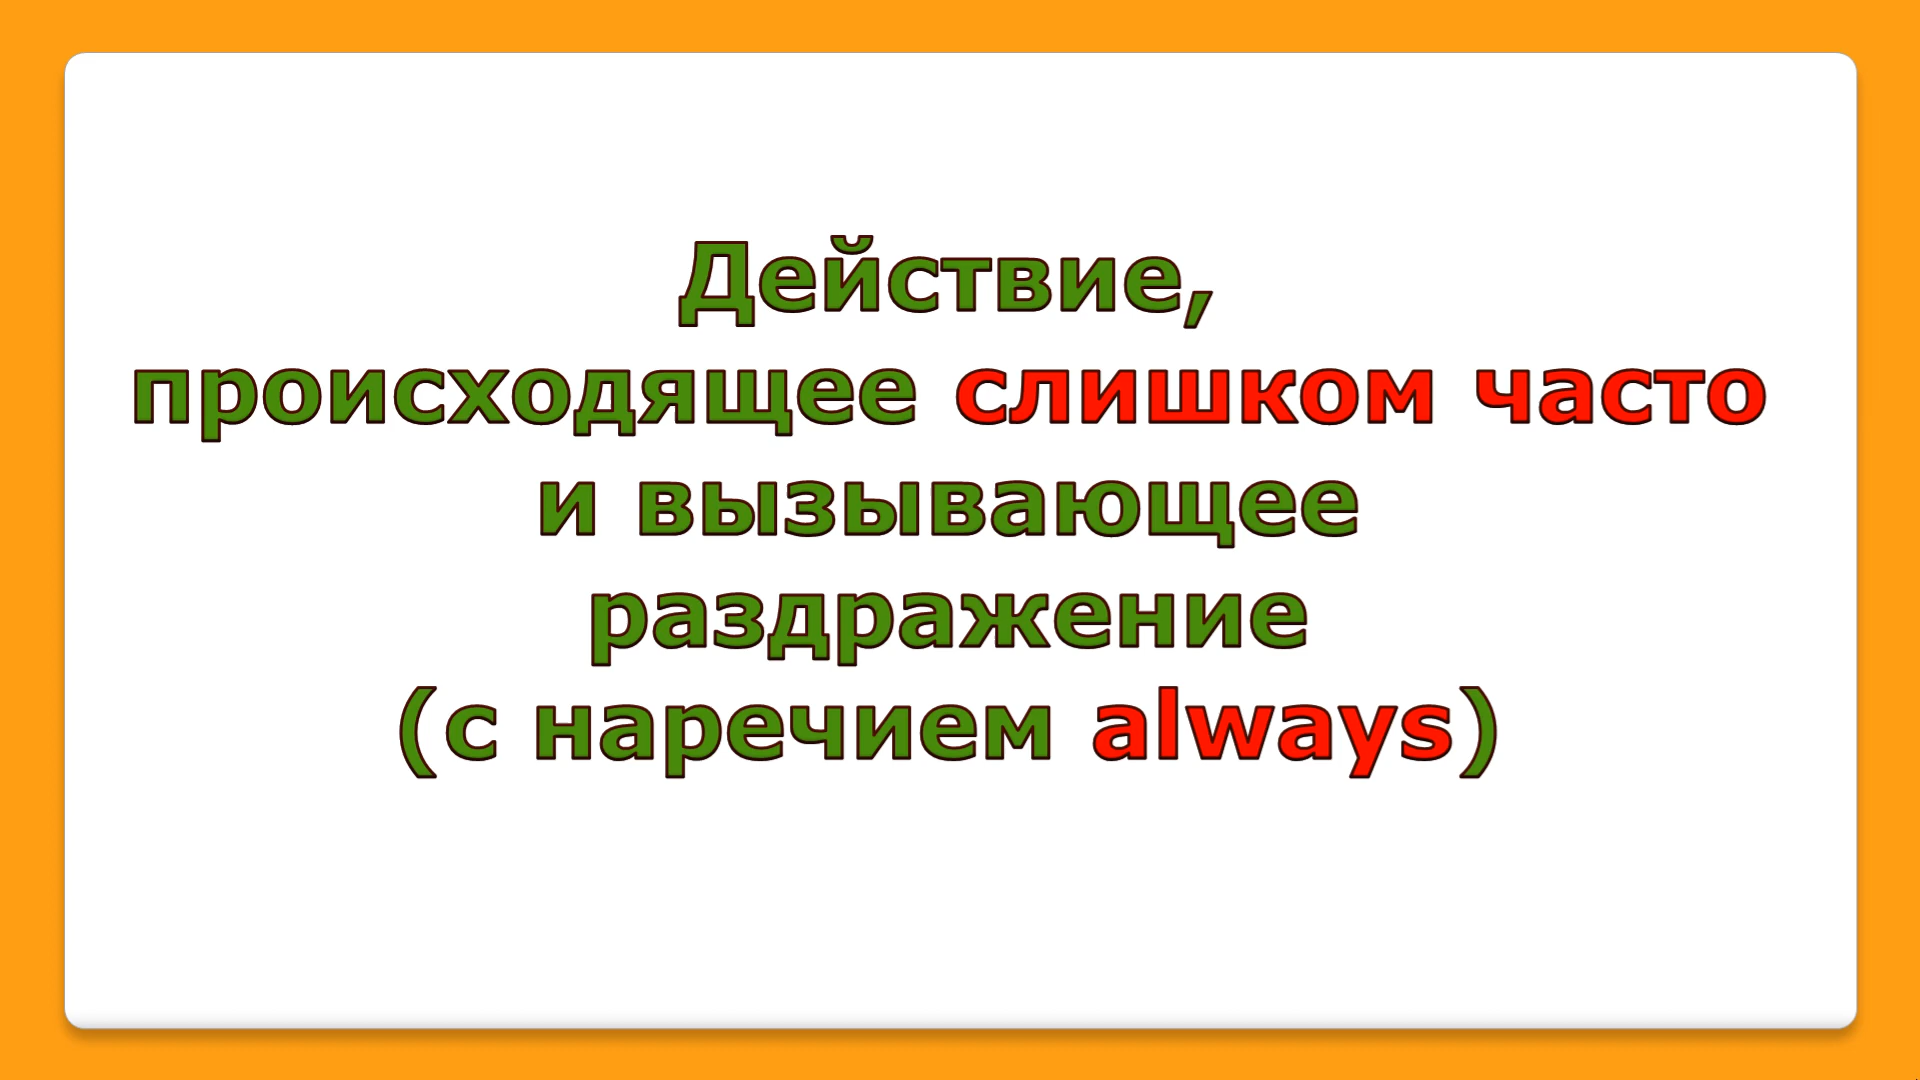 Действие,
происходящее слишком часто
и вызывающее
раздражение
(с наречием always)